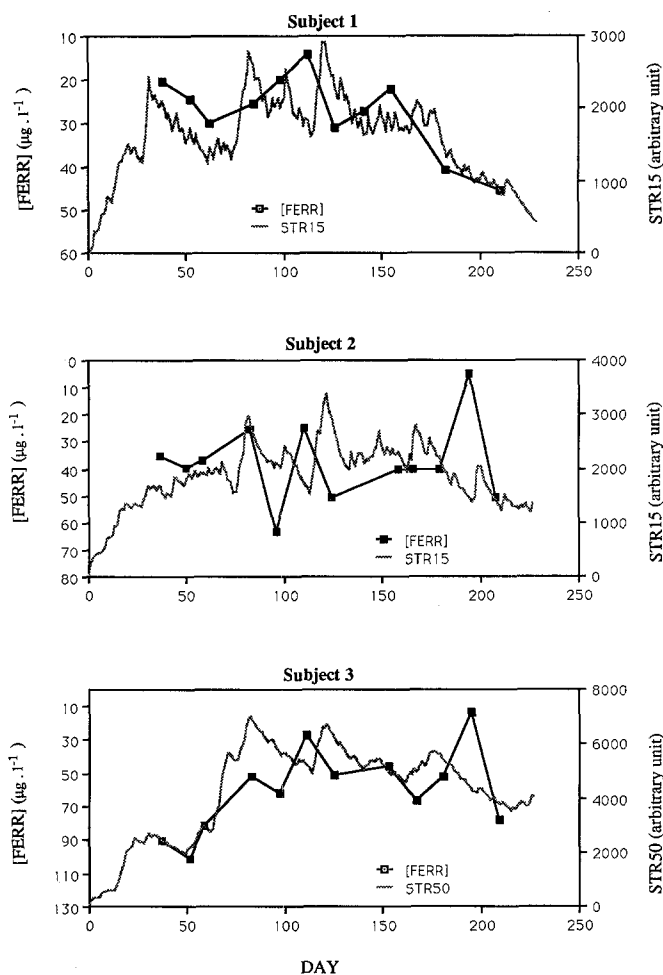 Subject 1
[FERR] (µg . l⁻¹)
10
20
30
40
50
60
3000
2000
1000
0
STR15 (arbitrary unit)
[FERR]
STR15
0 50 100 150 200 250
Subject 2
[FERR] (µg . l⁻¹)
0
10
20
30
40
50
60
70
80
4000
3000
2000
1000
0
STR15 (arbitrary unit)
[FERR]
STR15
0 50 100 150 200 250
Subject 3
[FERR] (µg . l⁻¹)
10
30
50
70
90
110
130
8000
6000
4000
2000
0
STR50 (arbitrary unit)
[FERR]
STR50
0 50 100 150 200 250
DAY